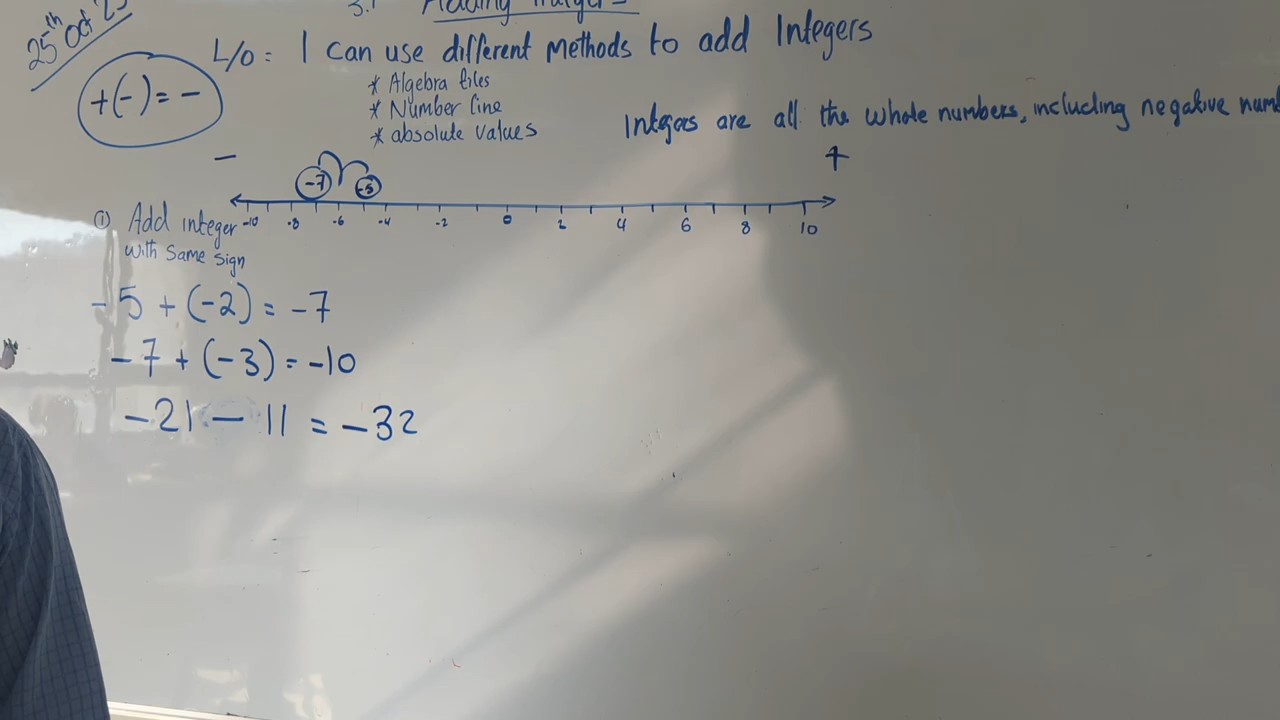 25th Oct 23
3.1 Adding Integers
L/O = I can use different methods to add Integers
+(-) = -
* Algebra tiles
* Number line
* absolute values
Integers are all the whole numbers, including negative num
- +
-7 -5
-10 -8 -6 -4 -2 0 2 4 6 8 10
① Add integer
with same sign
-5 + (-2) = -7
-7 + (-3) = -10
-21 - 11 = -32